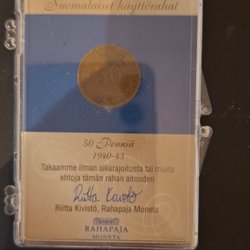 Suomalaiset käyttörahat
50 Penniä
1940-43
Takaamme ilman aikarajoitusta tai muita
ehtoja tämän rahan aitouden
Riitta Kivistö
Riitta Kivistö, Rahapaja Moneta
RAHAPAJA
MONETA